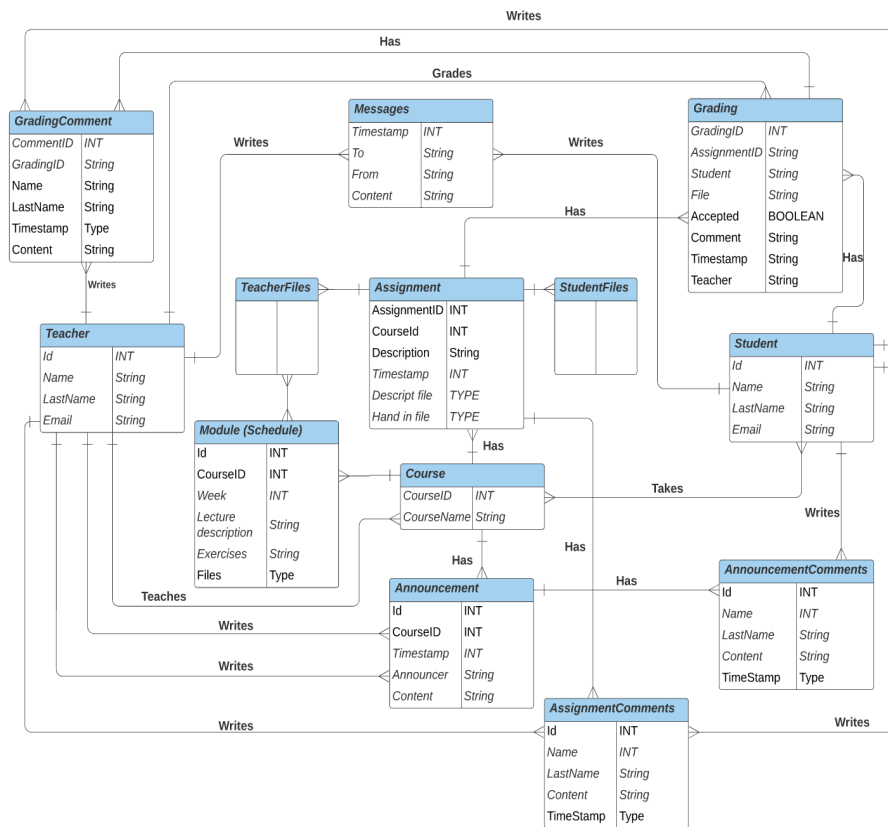 Writes
Has
Grades
GradingComment
CommentID INT
GradingID String
Name String
LastName String
Timestamp Type
Content String
Messages
Timestamp INT
To String
From String
Content String
Grading
GradingID INT
AssignmentID String
Student String
File String
Accepted BOOLEAN
Comment String
Timestamp String
Teacher String
Writes
Writes
Has
Has
Writes
TeacherFiles
Assignment
AssignmentID INT
CourseId INT
Description String
Timestamp INT
Descript file TYPE
Hand in file TYPE
StudentFiles
Teacher
Id INT
Name String
LastName String
Email String
Student
Id INT
Name String
LastName String
Email String
Module (Schedule)
Id INT
CourseID INT
Week INT
Lecture
description String
Exercises String
Files Type
Has
Course
CourseID INT
CourseName String
Takes
Writes
Has
Has
Teaches
Announcement
Id INT
CourseID INT
Timestamp INT
Announcer String
Content String
Has
AnnouncementComments
Id INT
Name INT
LastName String
Content String
TimeStamp Type
Writes
Writes
Writes
AssignmentComments
Id INT
Name INT
LastName String
Content String
TimeStamp Type
Writes